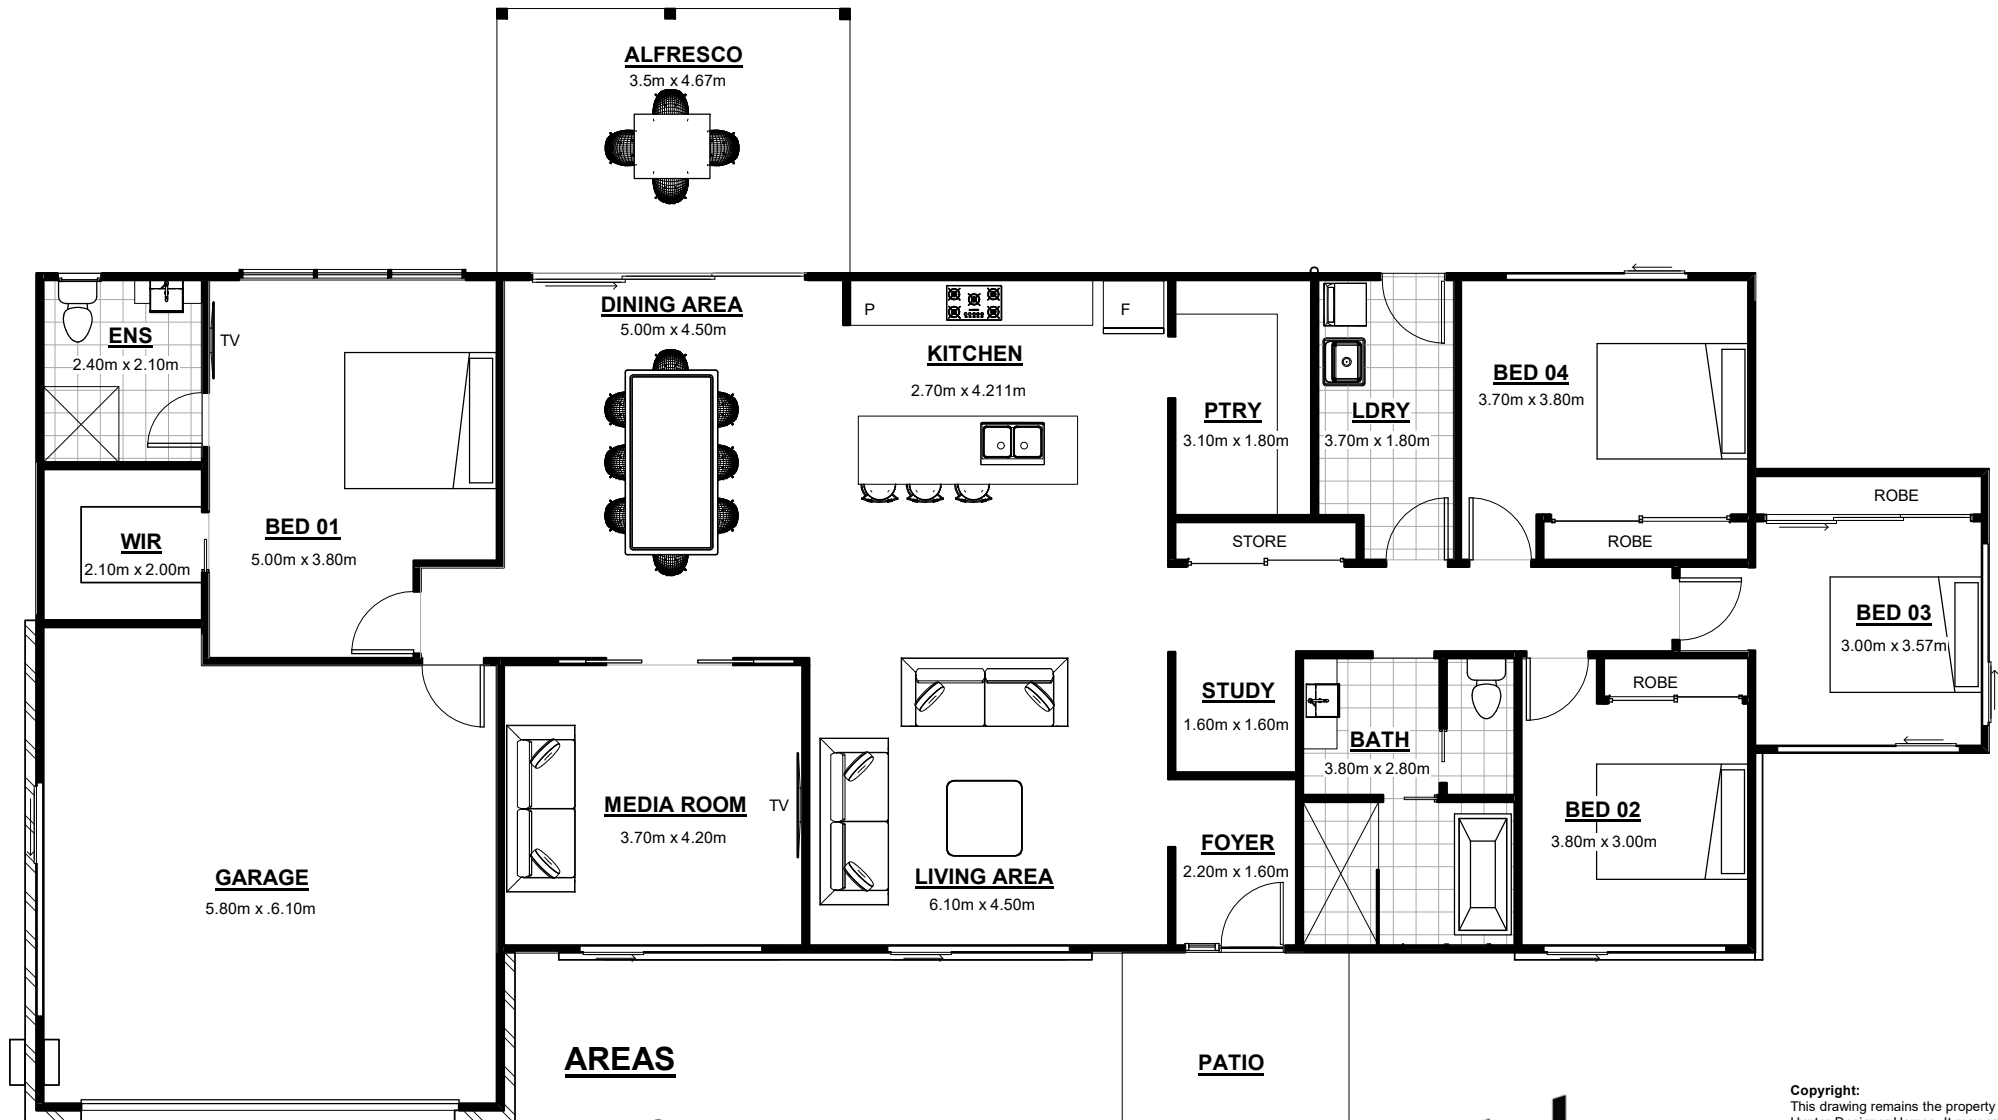 ALFRESCO
3.5m x 4.67m
DINING AREA
5.00m x 4.50m
P
F
KITCHEN
2.70m x 4.211m
ENS
2.40m x 2.10m
TV
BED 01
5.00m x 3.80m
WIR
2.10m x 2.00m
PTRY
3.10m x 1.80m
LDRY
3.70m x 1.80m
BED 04
3.70m x 3.80m
STORE
ROBE
ROBE
BED 03
3.00m x 3.57m
ROBE
STUDY
1.60m x 1.60m
BATH
3.80m x 2.80m
BED 02
3.80m x 3.00m
MEDIA ROOM
3.70m x 4.20m
TV
LIVING AREA
6.10m x 4.50m
FOYER
2.20m x 1.60m
GARAGE
5.80m x .6.10m
AREAS
PATIO
Copyright:
This drawing remains the property